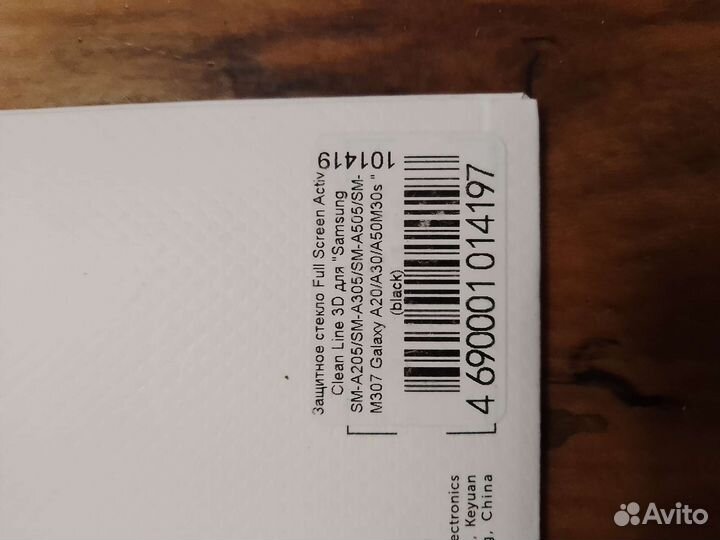 Защитное стекло Full Screen Activ
Clean Line 3D для "Samsung
SM-A205/SM-A305/SM-A505/SM-
M307 Galaxy A20/A30/A50M30s "
(black)
101419
4 690001 014197
ectronics
, Keyuan
, China
Avito